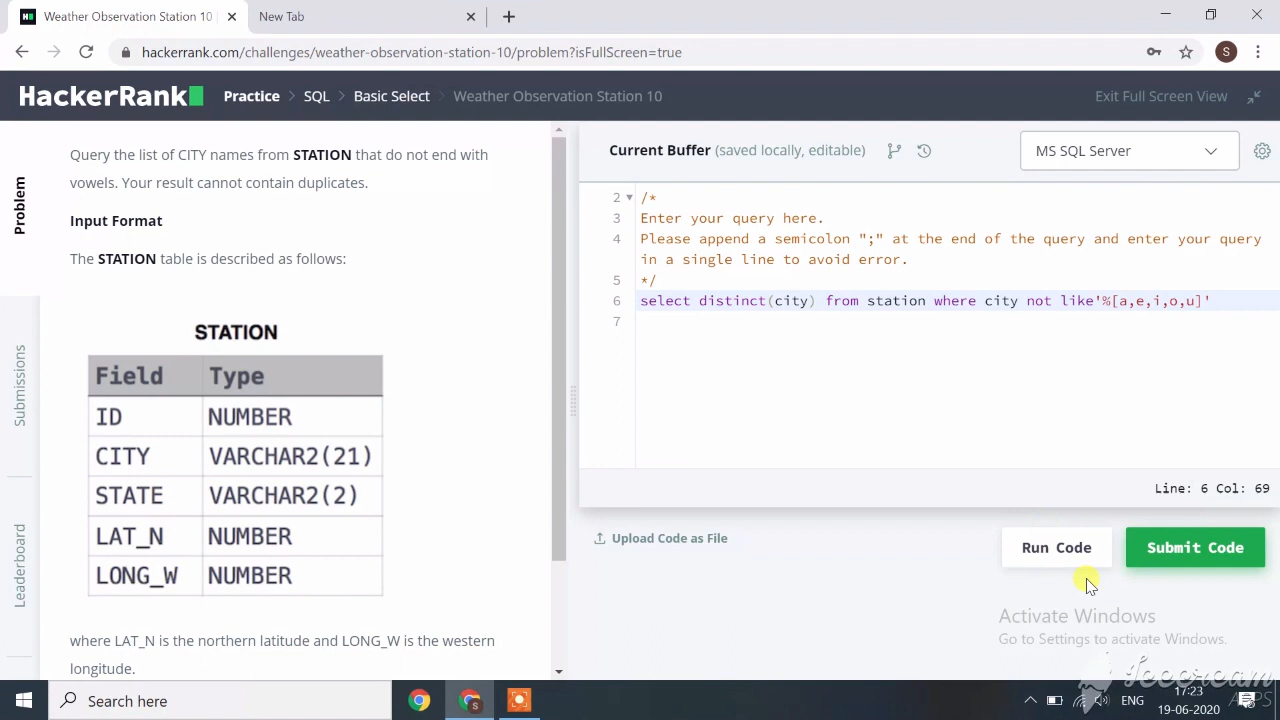 Weather Observation Station 10
New Tab
hackerrank.com/challenges/weather-observation-station-10/problem?isFullScreen=true
S
HackerRank
Practice > SQL > Basic Select > Weather Observation Station 10
Exit Full Screen View
Problem
Submissions
Leaderboard
Query the list of CITY names from STATION that do not end with
vowels. Your result cannot contain duplicates.
Input Format
The STATION table is described as follows:
STATION
Field Type
ID NUMBER
CITY VARCHAR2(21)
STATE VARCHAR2(2)
LAT_N NUMBER
LONG_W NUMBER
where LAT_N is the northern latitude and LONG_W is the western
longitude.
Current Buffer (saved locally, editable)
MS SQL Server
2 /*
3 Enter your query here.
4 Please append a semicolon ";" at the end of the query and enter your query
in a single line to avoid error.
5 */
6 select distinct(city) from station where city not like'%[a,e,i,o,u]'
7
Line: 6 Col: 69
Upload Code as File
Run Code
Submit Code
Activate Windows
Go to Settings to activate Windows.
Icecream
APPS
Search here
S
ENG
17:23
19-06-2020